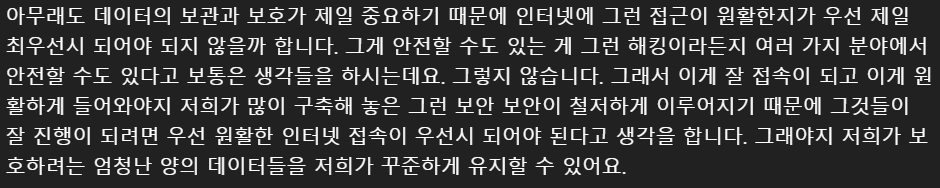 아무래도 데이터의 보관과 보호가 제일 중요하기 때문에 인터넷에 그런 접근이 원활한지가 우선 제일
최우선시 되어야 되지 않을까 합니다. 그게 안전할 수도 있는 게 그런 해킹이라든지 여러 가지 분야에서
안전할 수도 있다고 보통은 생각들을 하시는데요. 그렇지 않습니다. 그래서 이게 잘 접속이 되고 이게 원
활하게 들어와야지 저희가 많이 구축해 놓은 그런 보안 보안이 철저하게 이루어지기 때문에 그것들이
잘 진행이 되려면 우선 원활한 인터넷 접속이 우선시 되어야 된다고 생각을 합니다. 그래야지 저희가 보
호하려는 엄청난 양의 데이터들을 저희가 꾸준하게 유지할 수 있어요.